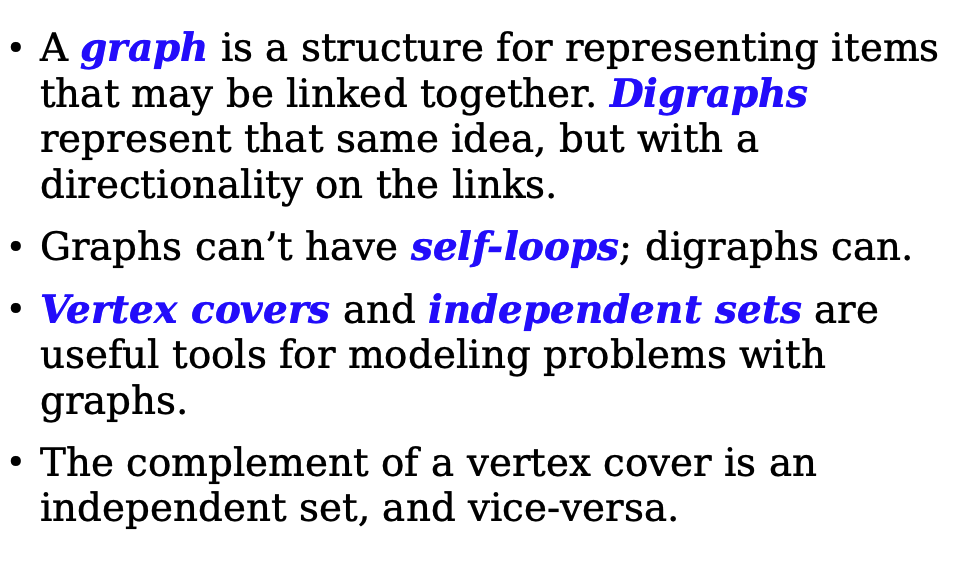 • A graph is a structure for representing items
that may be linked together. Digraphs
represent that same idea, but with a
directionality on the links.
• Graphs can’t have self-loops; digraphs can.
• Vertex covers and independent sets are
useful tools for modeling problems with
graphs.
• The complement of a vertex cover is an
independent set, and vice-versa.